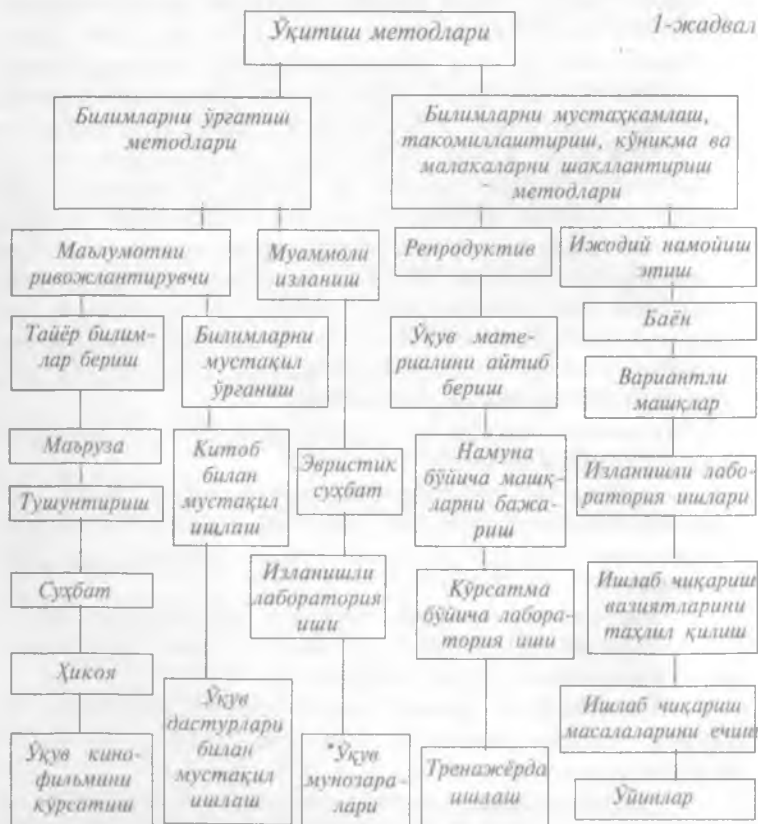 Ўқитиш методлари
1-жадвал
Билимларни ўргатиш
методлари
Билимларни мустаҳкамлаш,
такомиллаштириш, кўникма ва
малакаларни шакллантириш
методлари
Маълумотни
ривожлантирувчи
Муаммоли
изланиш
Репродуктив
Ижодий намойиш
этиш
Тайёр билим-
лар бериш
Билимларни
мустақил
ўрганиш
Ўқув мате-
риалини айтиб
бериш
Баён
Вариантли
машқлар
Маъруза
Тушунтириш
Китоб
билан
мустақил
ишлаш
Эвристик
суҳбат
Намуна
бўйича машқ-
ларни бажа-
риш
Изланишли лабо-
ратория ишлари
Суҳбат
Ҳикоя
Изланишли
лаборатория
иши
Кўрсатма
бўйича лабора-
тория иши
Ишлаб чиқариш
вазиятларини
таҳлил қилиш
Ўқув кино-
фильмини
кўрсатиш
Ўқув
дастурлари
билан
мустақил
ишлаш
*Ўқув
мунозара-
лари
Тренажёрда
ишлаш
Ишлаб чиқариш
масалаларини ечиш
Ўйинлар